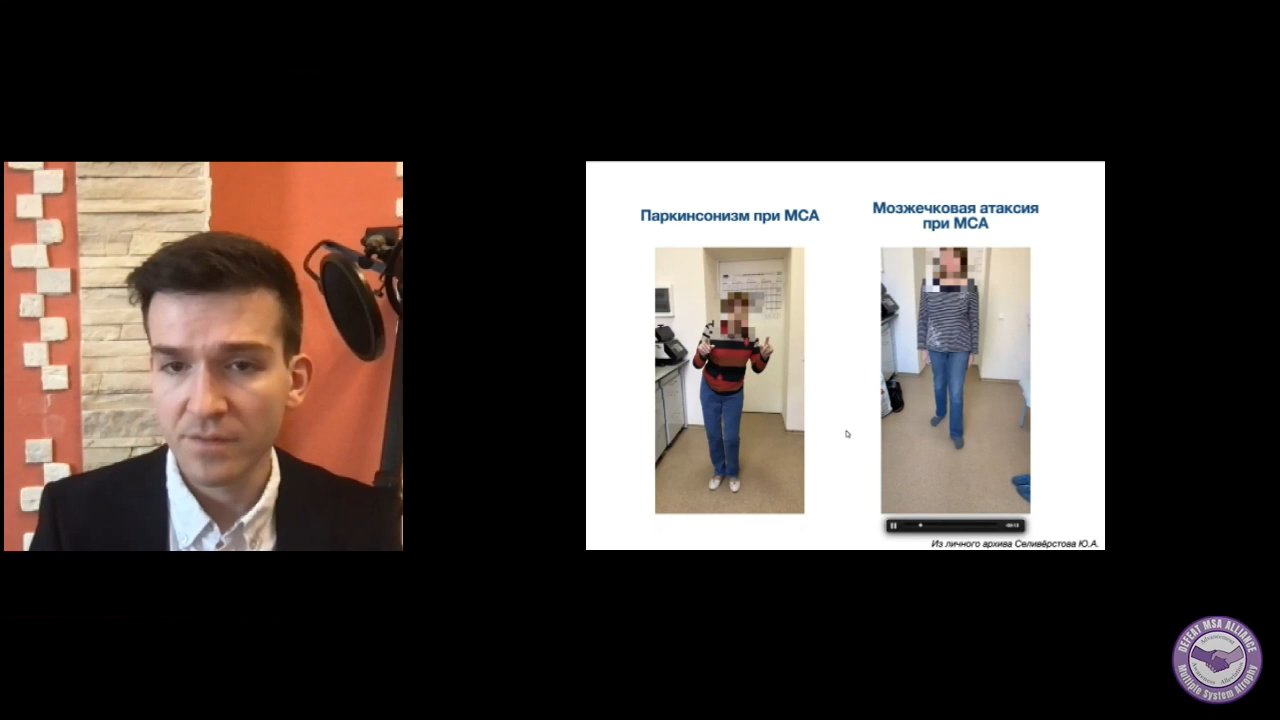 Паркинсонизм при МСА
Мозжечковая атаксия
при МСА
Из личного архива Селивёрстова Ю.А.
DEFEAT MSA ALLIANCE
Multiple System Atrophy